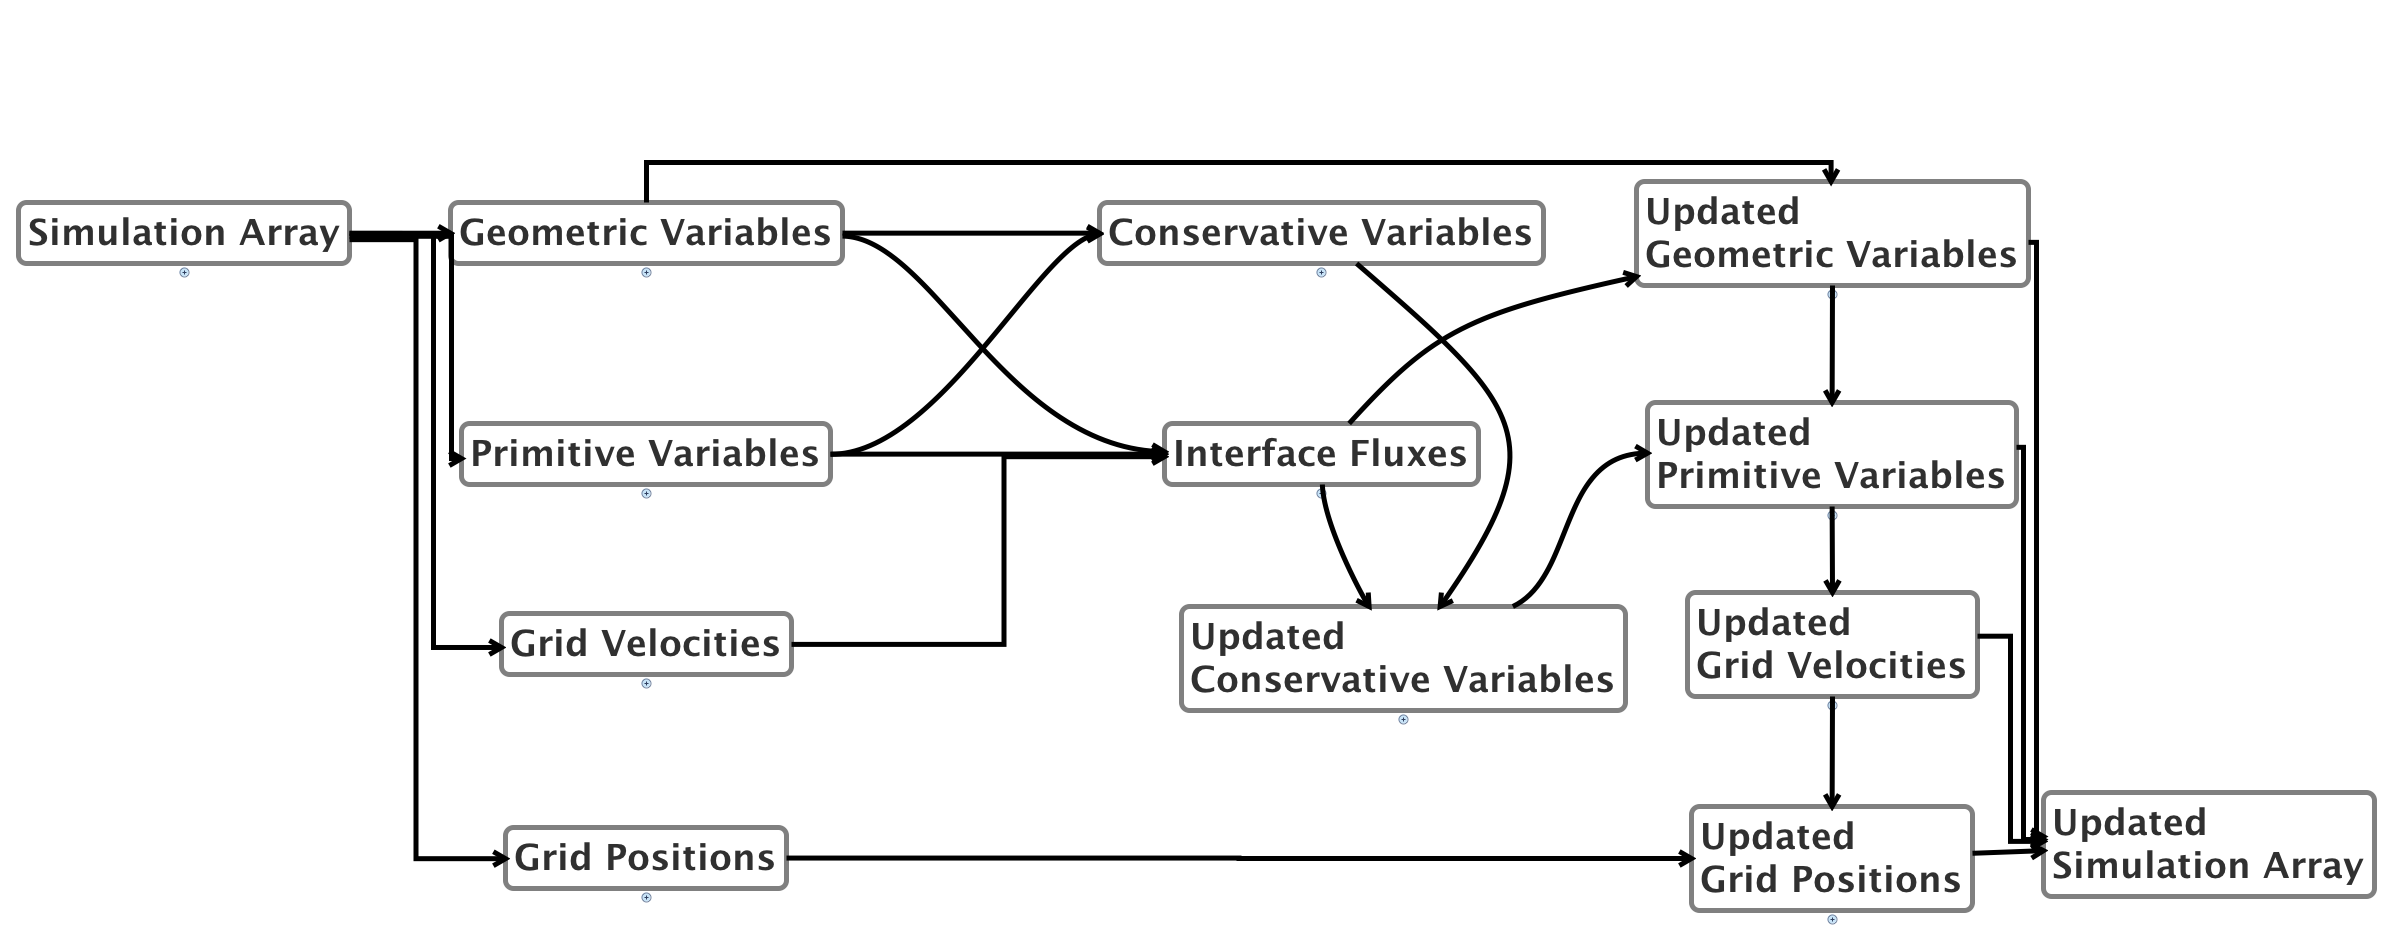 Simulation Array
Geometric Variables
Conservative Variables
Updated
Geometric Variables
Primitive Variables
Interface Fluxes
Updated
Primitive Variables
Grid Velocities
Updated
Conservative Variables
Updated
Grid Velocities
Grid Positions
Updated
Grid Positions
Updated
Simulation Array